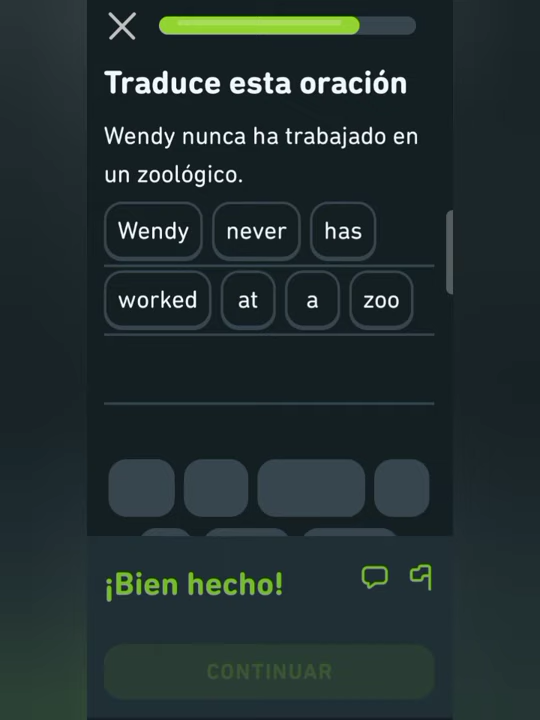 Traduce esta oración
Wendy nunca ha trabajado en
un zoológico.
Wendy never has
worked at a zoo
¡Bien hecho!
CONTINUAR